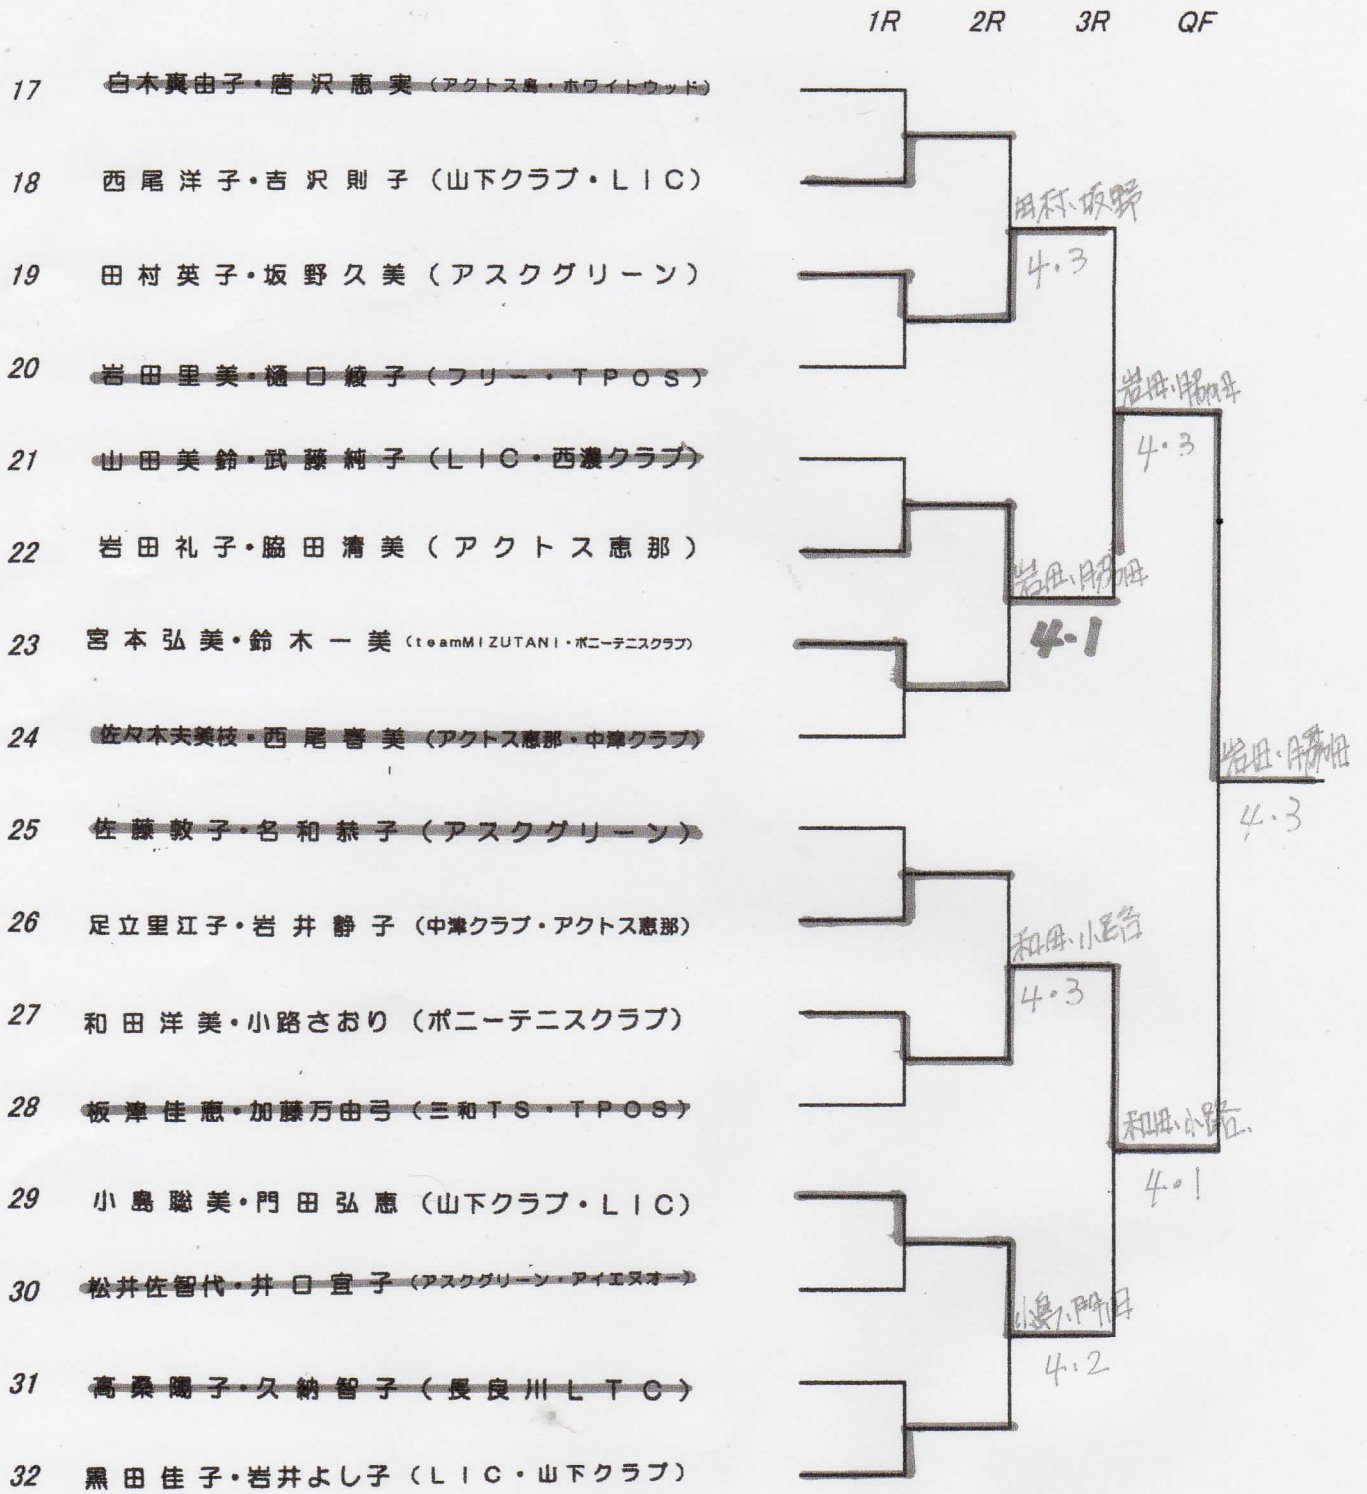 1R 2R 3R QF
17 白木真由子・唐沢恵実（アクトス島・ホワイトウッド）
18 西尾洋子・吉沢則子（山下クラブ・LIC）
田村、坂野
19 田村英子・坂野久美（アスクグリーン）
4・3
20 岩田里美・樋口綾子（フリー・TPOS）
岩田、脇田
21 山田美鈴・武藤純子（LIC・西濃クラブ）
4・3
22 岩田礼子・脇田清美（アクトス恵那）
岩田、脇田
23 宮本弘美・鈴木一美（teamMIZUTANI・ポニーテニスクラブ）
4-1
24 佐々木夫美枝・西尾春美（アクトス恵那・中津クラブ）
岩田・脇田
25 佐藤敦子・名和恭子（アスクグリーン）
4・3
26 足立里江子・岩井静子（中津クラブ・アクトス恵那）
和田、小路
4・3
27 和田洋美・小路さおり（ポニーテニスクラブ）
28 板津佳恵・加藤万由弓（三和TS・TPOS）
和田、小路
4・1
29 小島聡美・門田弘恵（山下クラブ・LIC）
30 松井佐智代・井口宜子（アスクグリーン・アイエヌオー）
小島、門田
4・2
31 高桑陽子・久納智子（長良川LTC）
32 黒田佳子・岩井よし子（LIC・山下クラブ）